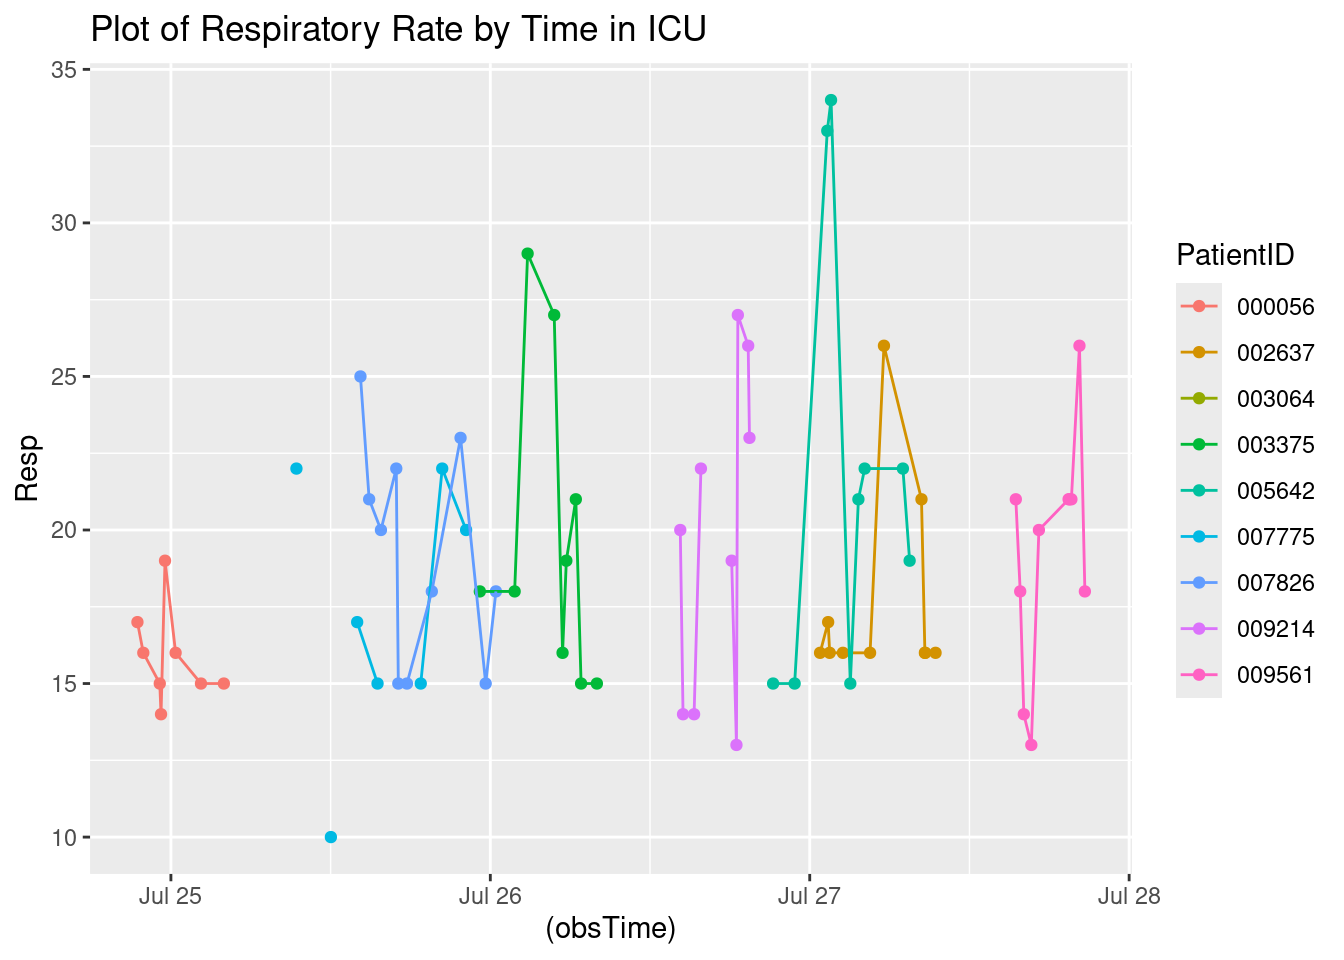 Plot of Respiratory Rate by Time in ICU
35
30
25
20
15
10
Resp
Jul 25
Jul 26
Jul 27
Jul 28
(obsTime)
PatientID
000056
002637
003064
003375
005642
007775
007826
009214
009561